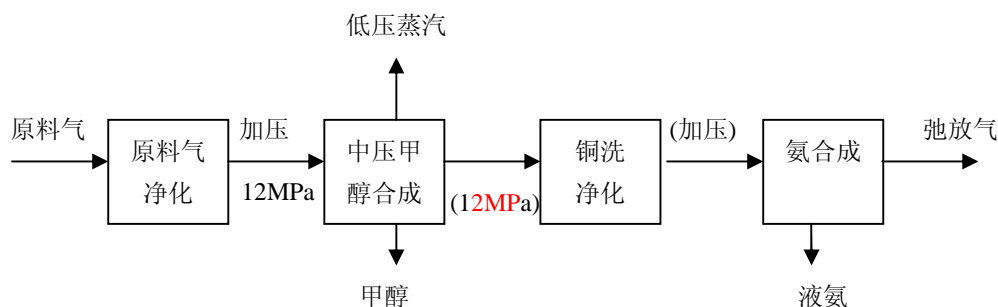 低压蒸汽
原料气
加压
(加压)
弛放气
原料气
净化
中压甲
醇合成
铜洗
净化
氨合成
12MPa
(12MPa)
甲醇
液氨